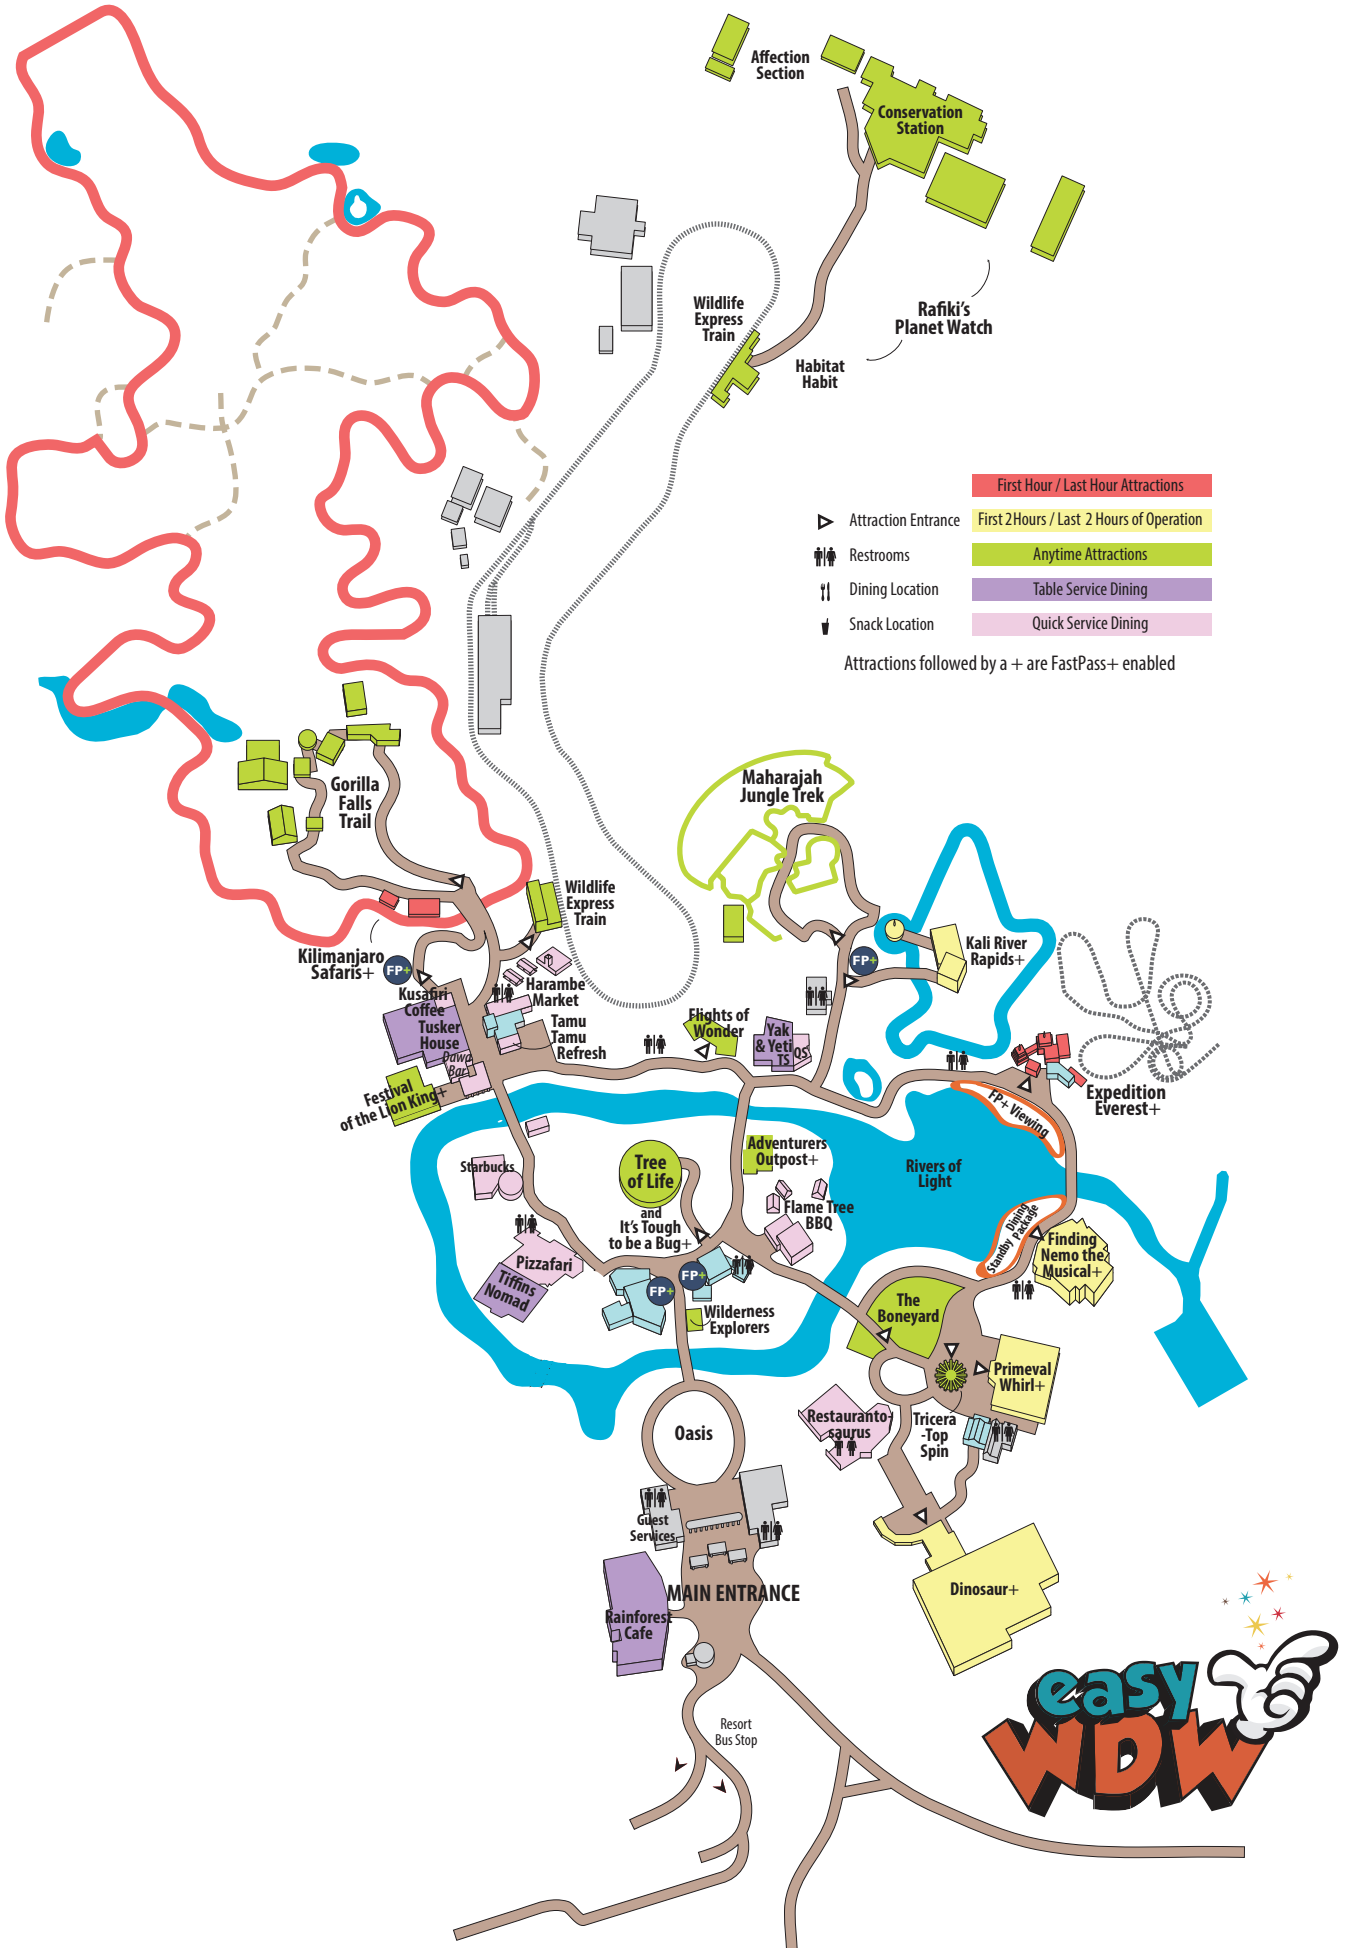 Affection
Section
Conservation
Station
Wildlife
Express
Train
Rafiki's
Planet Watch
Habitat
Habit
First Hour / Last Hour Attractions
Attraction Entrance
First 2Hours / Last 2 Hours of Operation
Restrooms
Anytime Attractions
Dining Location
Table Service Dining
Snack Location
Quick Service Dining
Attractions followed by a + are FastPass+ enabled
Maharajah
Jungle Trek
Gorilla
Falls
Trail
Wildlife
Express
Train
Kilimanjaro
Safaris+
FP+
Kali River
Rapids+
FP+
Harambe
Market
Kusafiri
Coffee
Tusker
House
Dawa
Bar
Tamu
Tamu
Refresh
Flights of
Wonder
Yak
& Yeti
TS
QS
Expedition
Everest+
FP+ Viewing
Festival
of the Lion King+
Adventurers
Outpost+
Rivers of
Light
Starbucks
Tree
of Life
and
It's Tough
to be a Bug+
Flame Tree
BBQ
Standby
Dining
Package
Finding
Nemo the
Musical+
Pizzafari
Tiffins
Nomad
FP+
FP+
Wilderness
Explorers
The
Boneyard
Primeval
Whirl+
Restauranto-
saurus
Tricera
-Top
Spin
Oasis
Guest
Services
MAIN ENTRANCE
Rainforest
Cafe
Dinosaur+
Resort
Bus Stop
easy
WDW